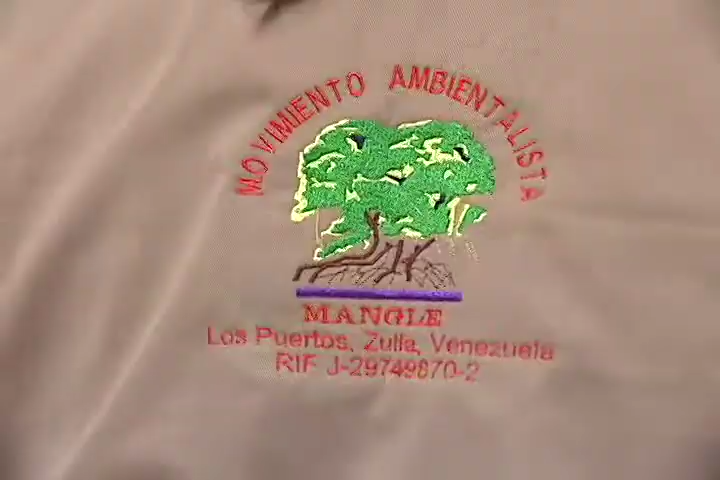 MOVIMIENTO AMBIENTALISTA
MANGLE
Los Puertos, Zulia, Venezuela
RIF J-29749870-2